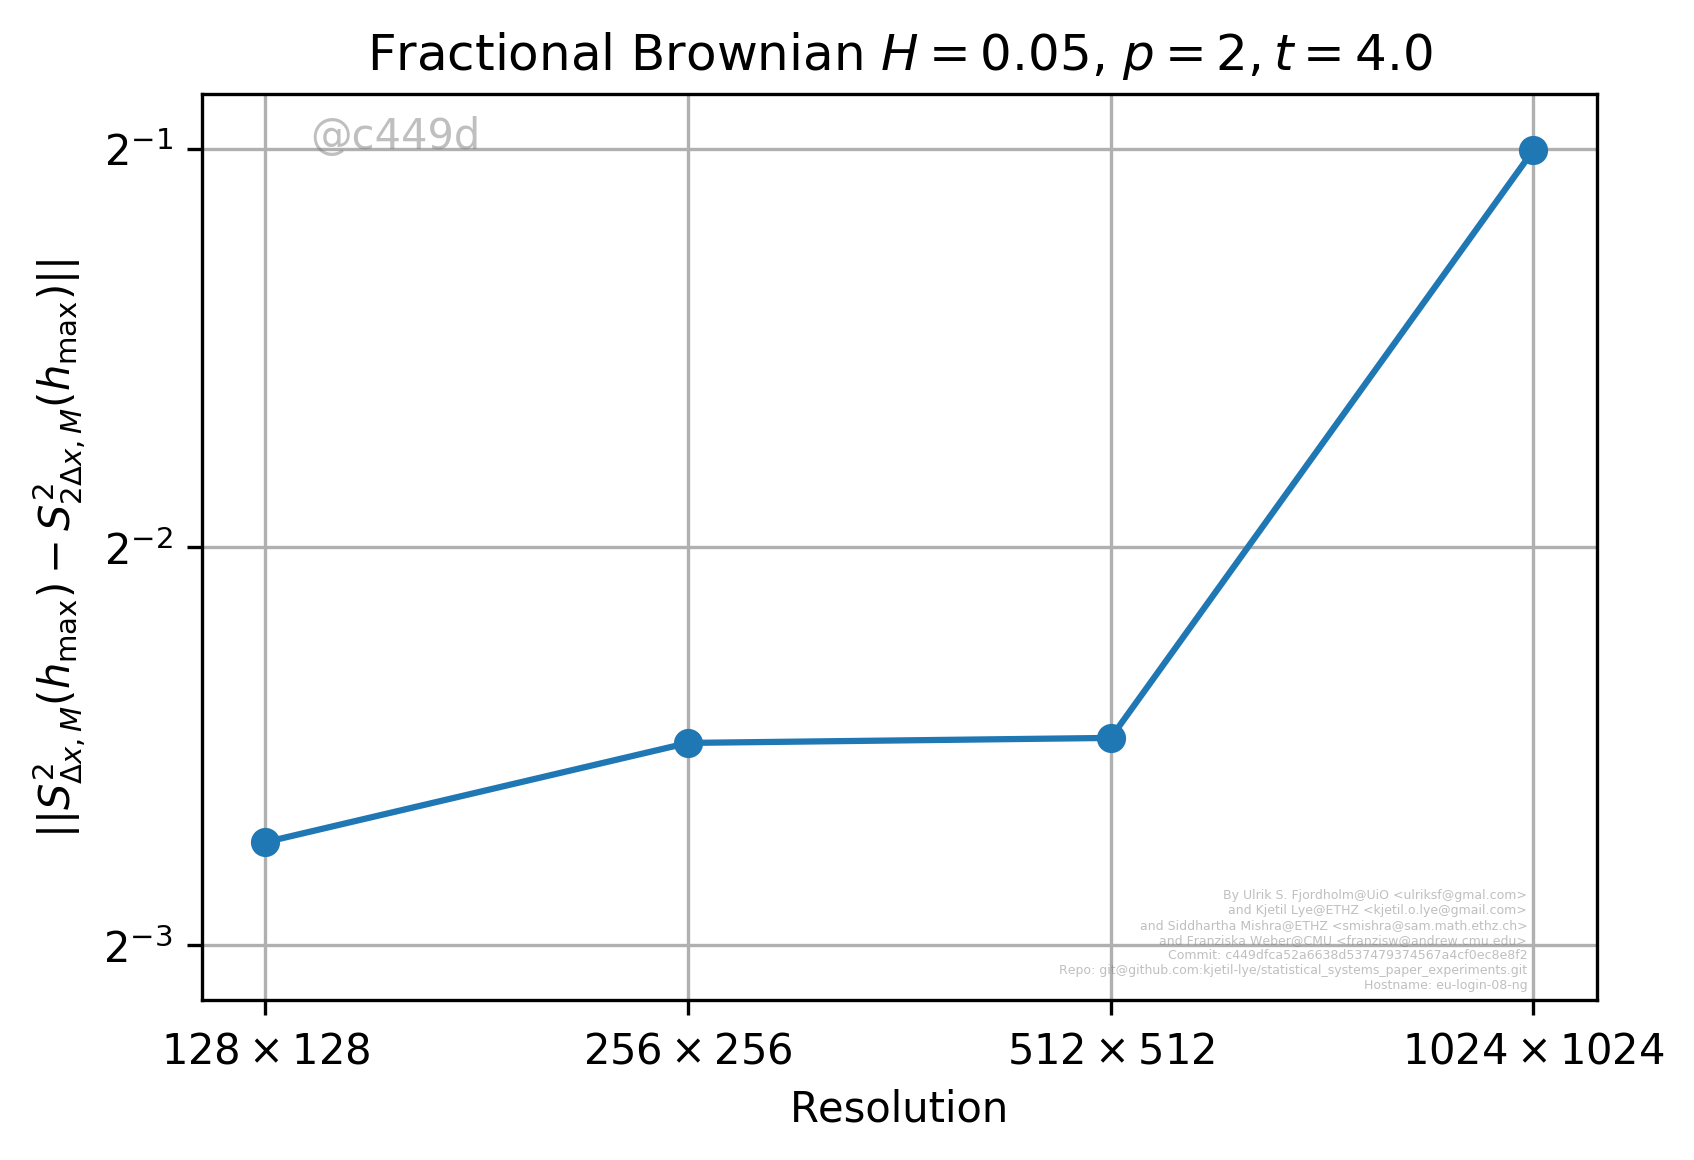 Fractional Brownian H = 0.05, p = 2, t = 4.0
@c449d
2⁻¹
2⁻²
2⁻³
||S²_{Δx,M}(h_max) − S²_{2Δx,M}(h_max)||
By Ulrik S. Fjordholm@UiO <ulriksf@gmal.com>
and Kjetil Lye@ETHZ <kjetil.o.lye@gmail.com>
and Siddhartha Mishra@ETHZ <smishra@sam.math.ethz.ch>
and Franziska Weber@CMU <franzisw@andrew.cmu.edu>
Commit: c449dfca52a6638d537479374567a4cf0ec8e8f2
Repo: git@github.com:kjetil-lye/statistical_systems_paper_experiments.git
Hostname: eu-login-08-ng
128 × 128
256 × 256
512 × 512
1024 × 1024
Resolution